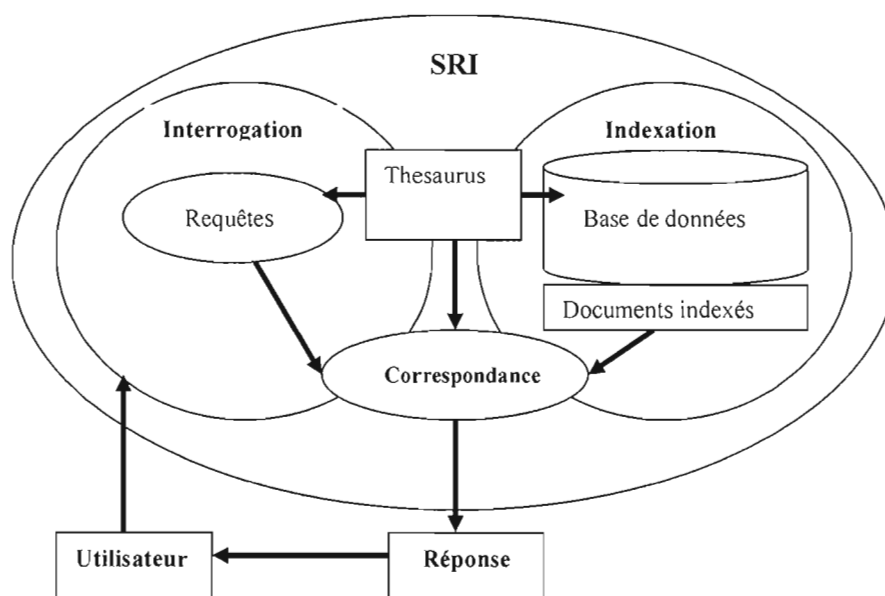 SRI
Interrogation
Indexation
Thesaurus
Requêtes
Base de données
Documents indexés
Correspondance
Utilisateur
Réponse